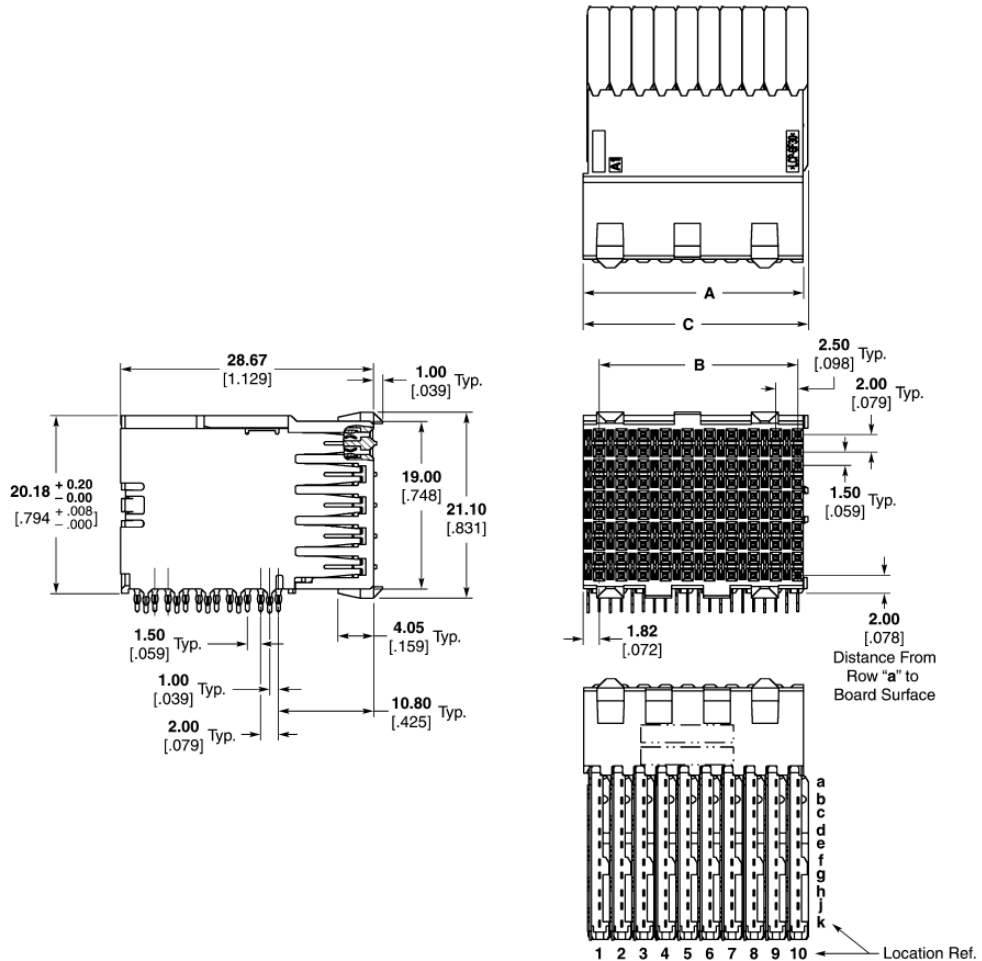 A1
A
C
2.50
[.098] Typ.
B
2.00
[.079] Typ.
28.67
[1.129]
1.00
[.039] Typ.
20.18 + 0.20
– 0.00
[.794 + .008
– .000]
19.00
[.748]
21.10
[.831]
1.50
[.059] Typ.
1.50
[.059] Typ.
4.05
[.159] Typ.
1.82
[.072]
2.00
[.078]
Distance From
Row "a" to
Board Surface
1.00
[.039] Typ.
10.80
[.425] Typ.
2.00
[.079] Typ.
a
b
c
d
e
f
g
h
j
k
1 2 3 4 5 6 7 8 9 10
Location Ref.